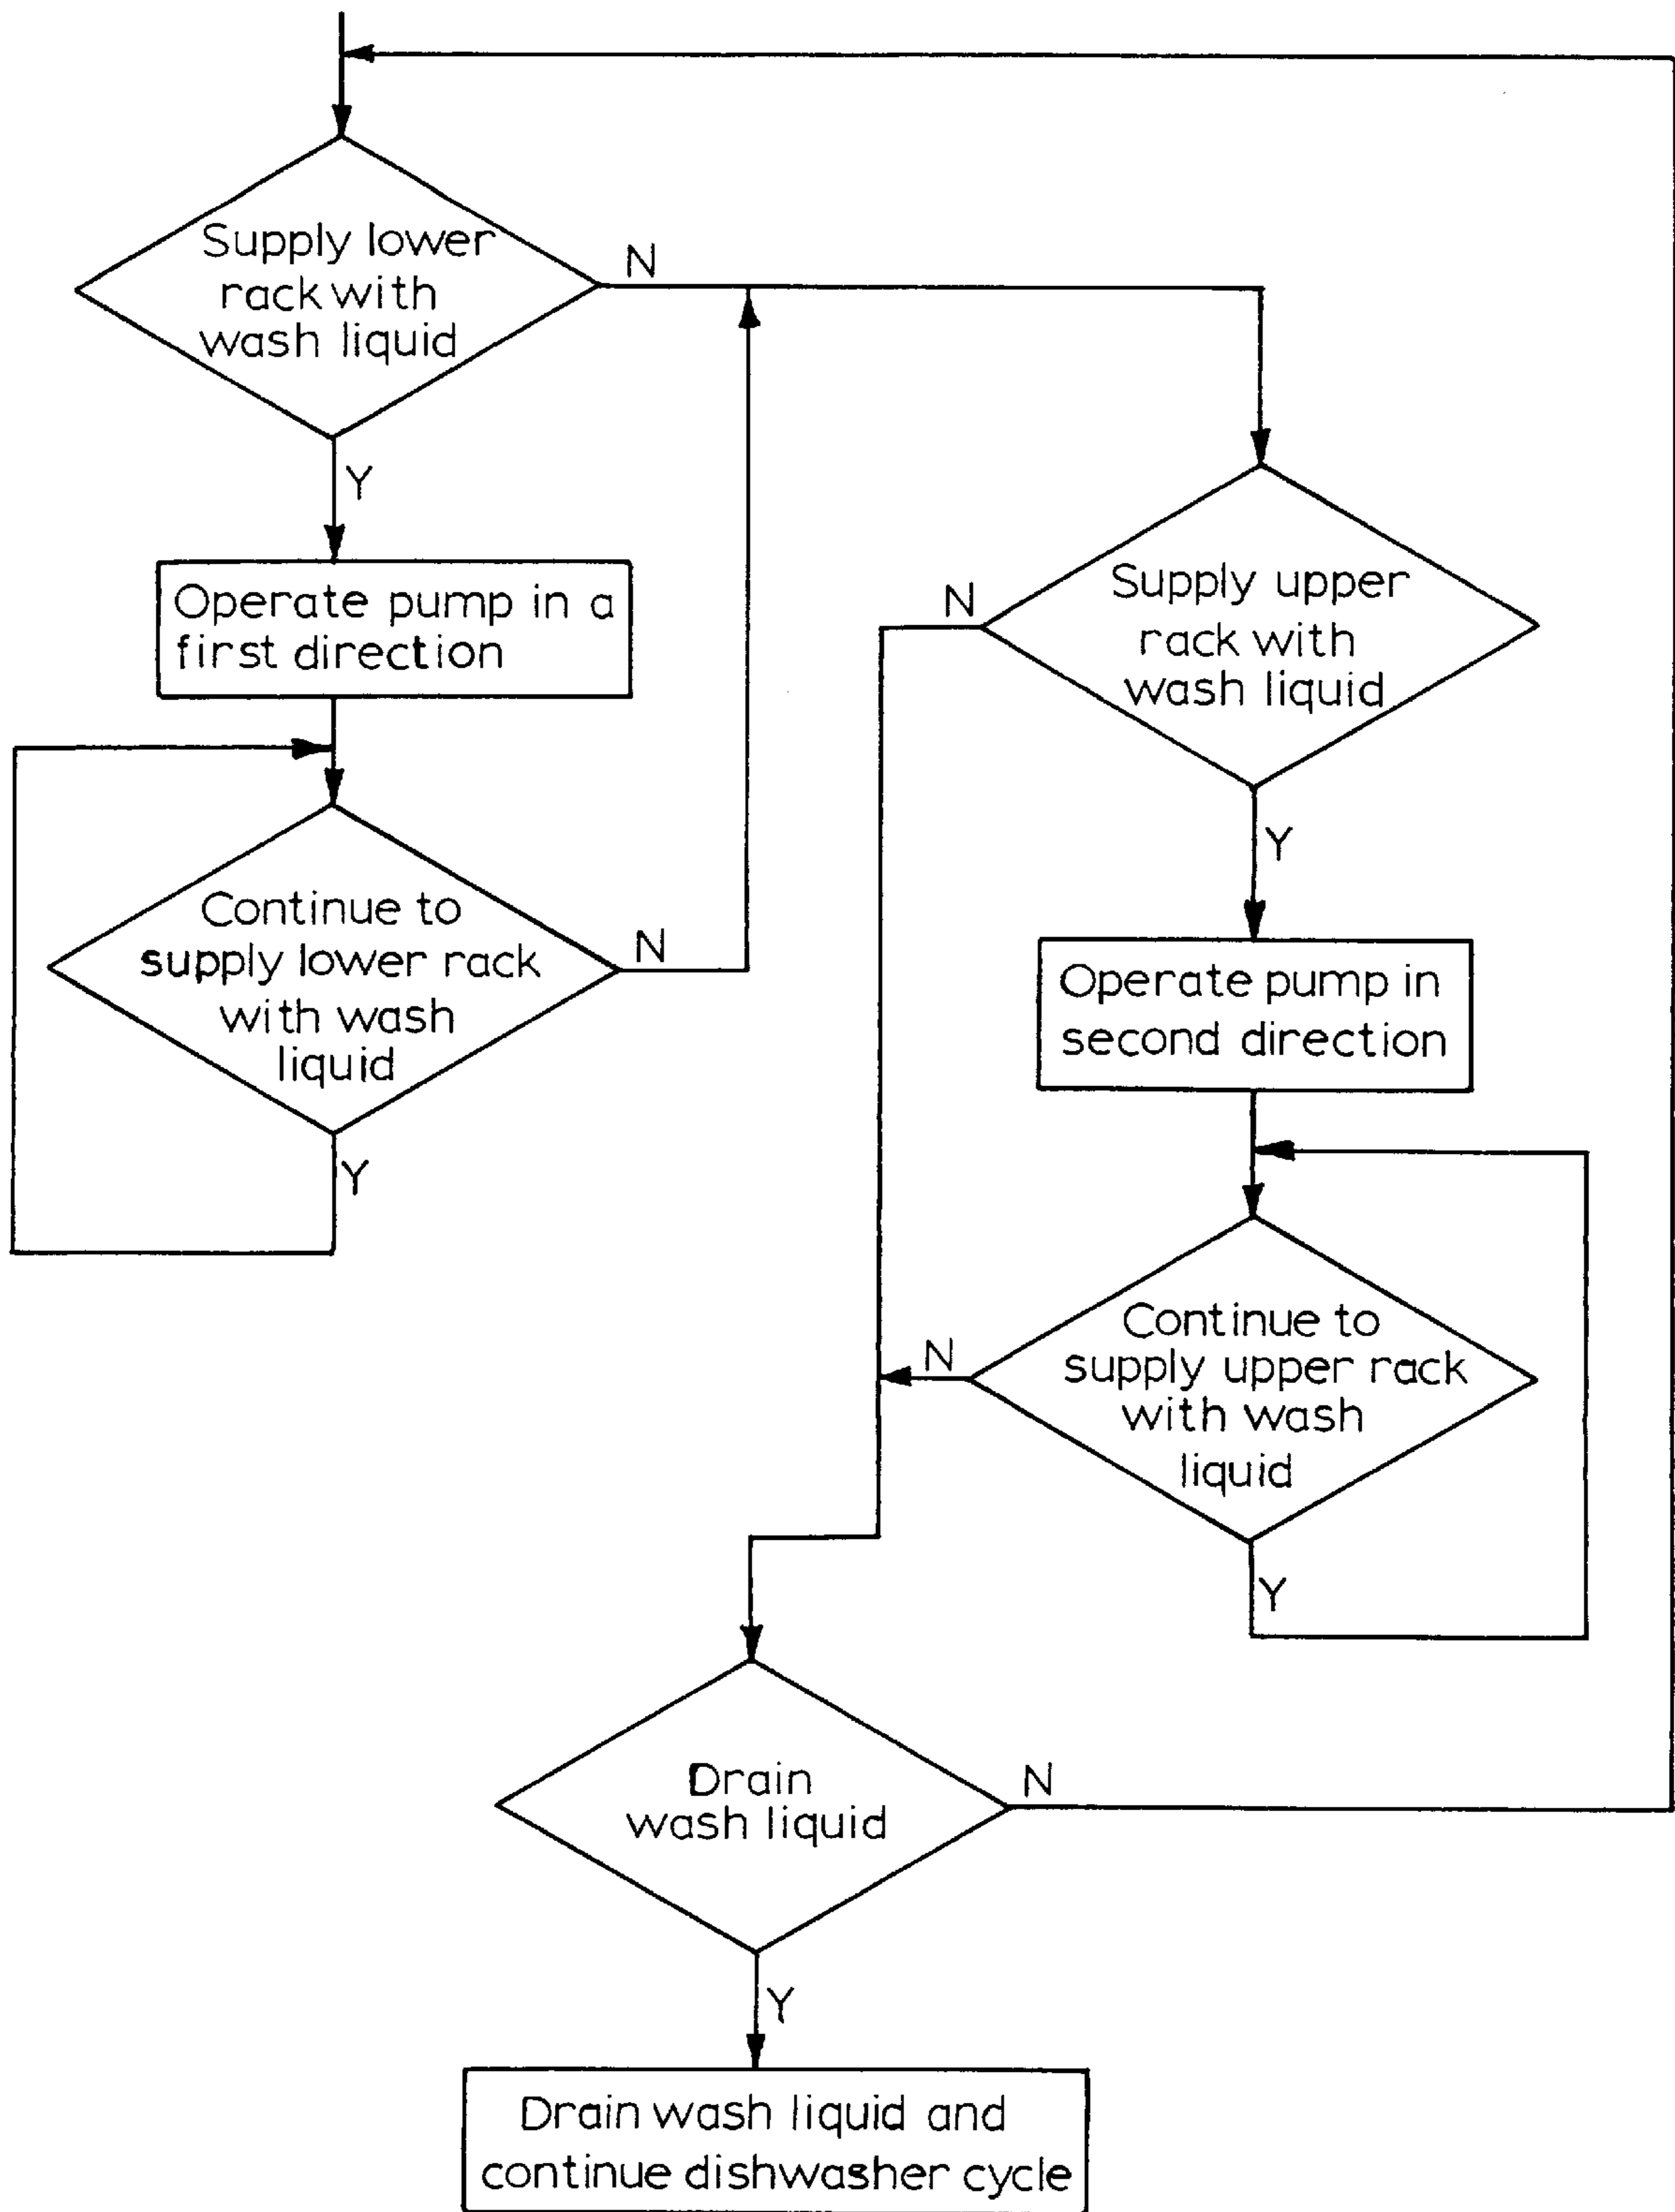 Supply lower
rack with
wash liquid
N
Y
Operate pump in a
first direction
Continue to
supply lower rack
with wash
liquid
N
Y
Supply upper
rack with
wash liquid
N
Y
Operate pump in
second direction
Continue to
supply upper rack
with wash
liquid
N
Y
Drain
wash liquid
N
Y
Drain wash liquid and
continue dishwasher cycle